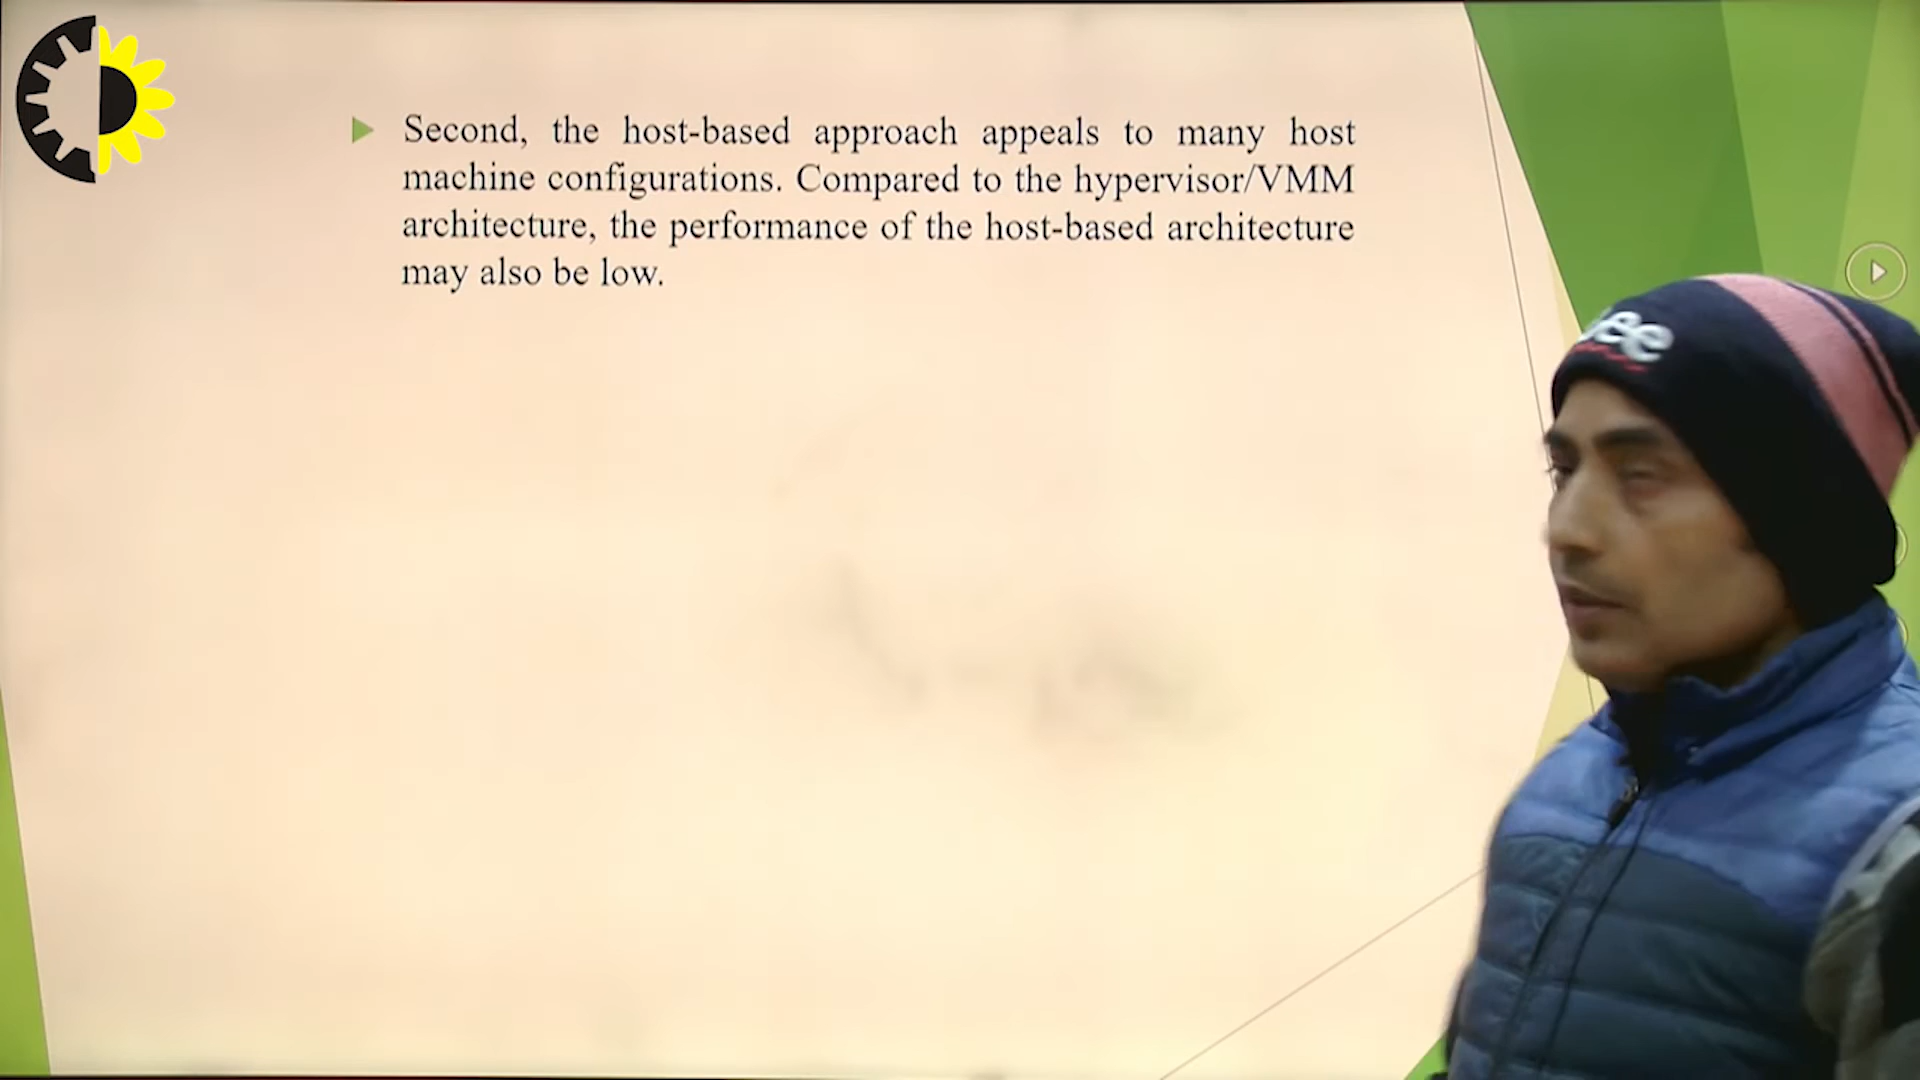 Second, the host-based approach appeals to many host
machine configurations. Compared to the hypervisor/VMM
architecture, the performance of the host-based architecture
may also be low.